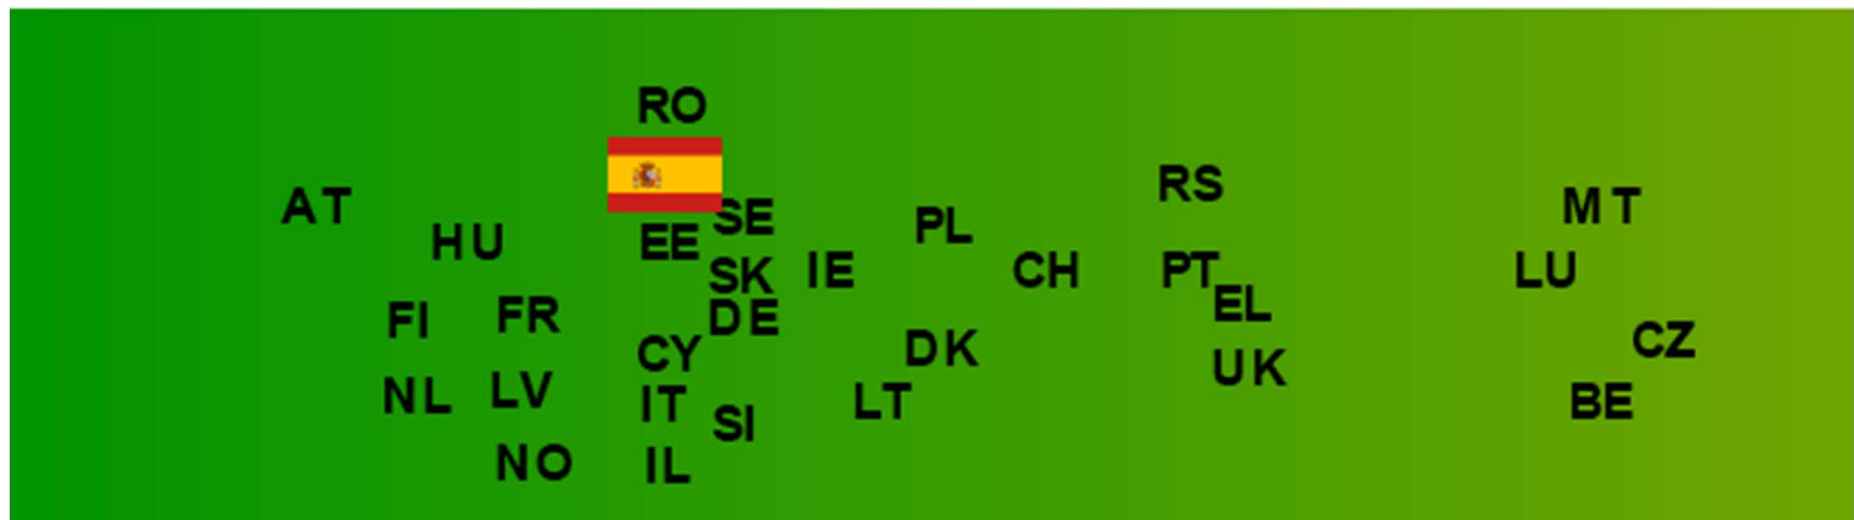 RO
RS
AT
MT
SE
PL
HU
EE
SK
IE
CH
PT
LU
EL
FI
FR
DE
CZ
CY
DK
UK
NL
LV
IT
LT
BE
SI
NO
IL